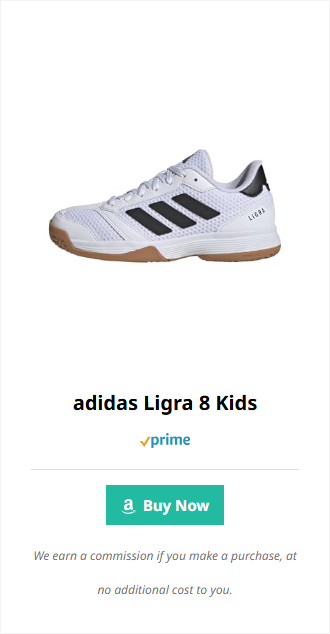 LIGRA
adidas Ligra 8 Kids
prime
Buy Now
We earn a commission if you make a purchase, at
no additional cost to you.